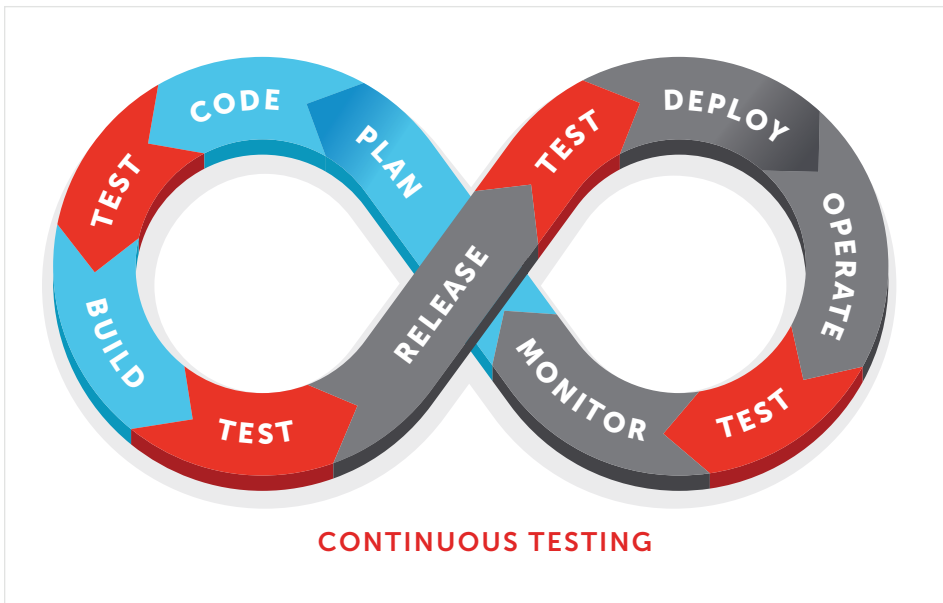 PLAN
CODE
TEST
BUILD
TEST
RELEASE
TEST
DEPLOY
OPERATE
TEST
MONITOR
CONTINUOUS TESTING